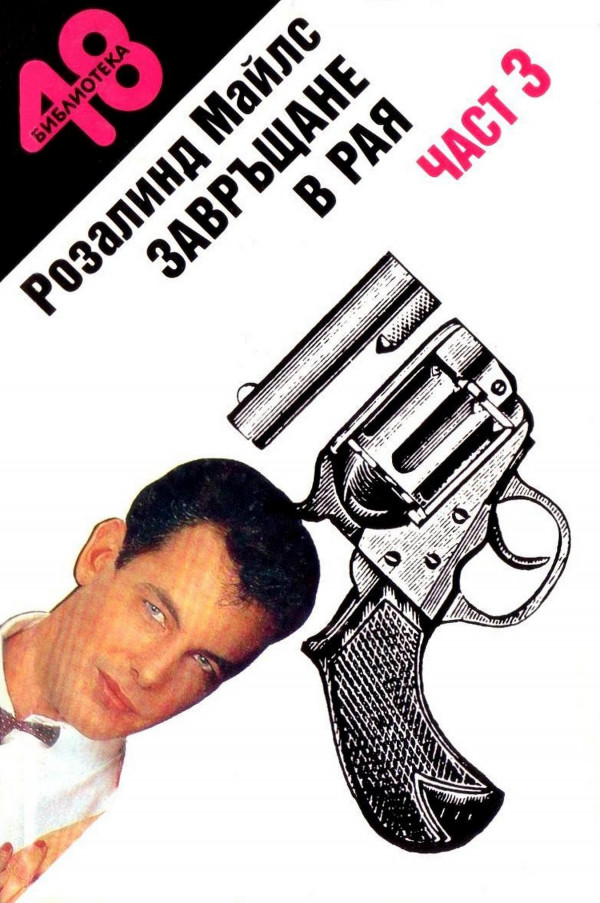 48
БИБЛИОТЕКА
Розалинд Майлс
ЗАВРЪЩАНЕ
В РАЯ
ЧАСТ 3